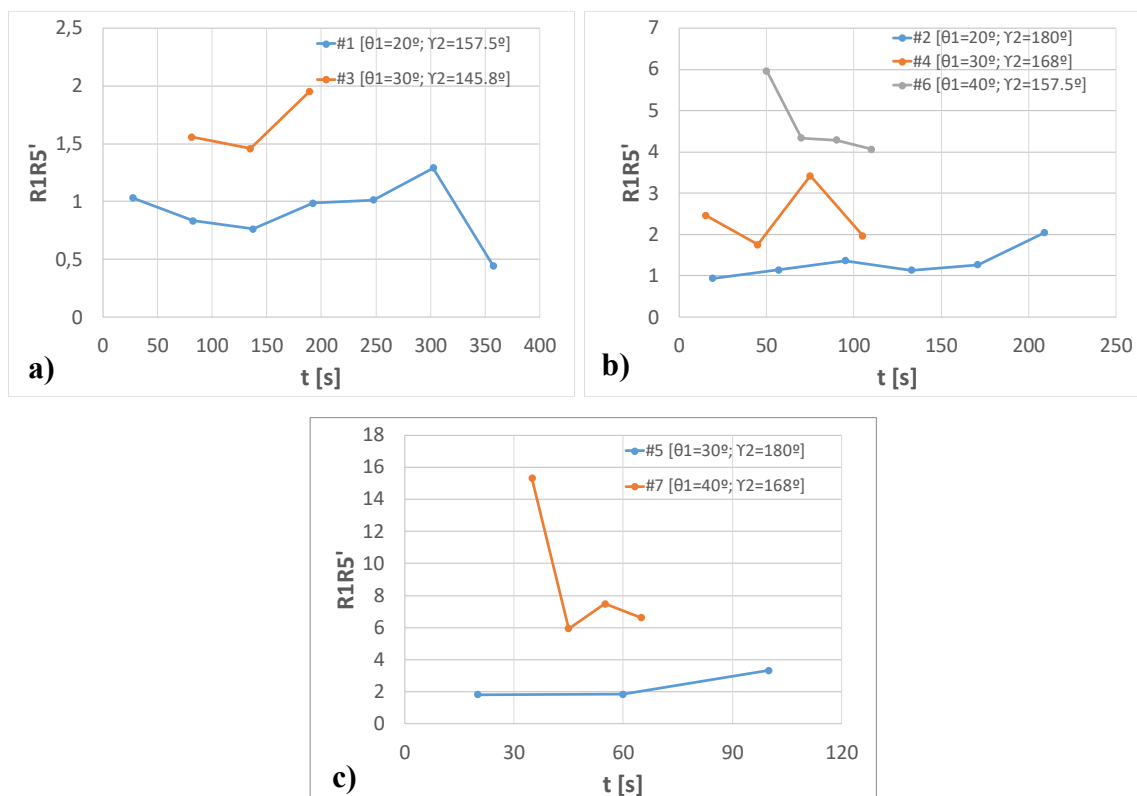 2,5
2
1,5
1
0,5
0
R1R5'
#1 [θ1=20º; ϒ2=157.5º]
#3 [θ1=30º; ϒ2=145.8º]
0 50 100 150 200 250 300 350 400
t [s]
a)
7
6
5
4
3
2
1
0
R1R5'
#2 [θ1=20º; ϒ2=180º]
#4 [θ1=30º; ϒ2=168º]
#6 [θ1=40º; ϒ2=157.5º]
0 50 100 150 200 250
t [s]
b)
18
16
14
12
10
8
6
4
2
0
R1R5'
#5 [θ1=30º; ϒ2=180º]
#7 [θ1=40º; ϒ2=168º]
0 30 60 90 120
t [s]
c)